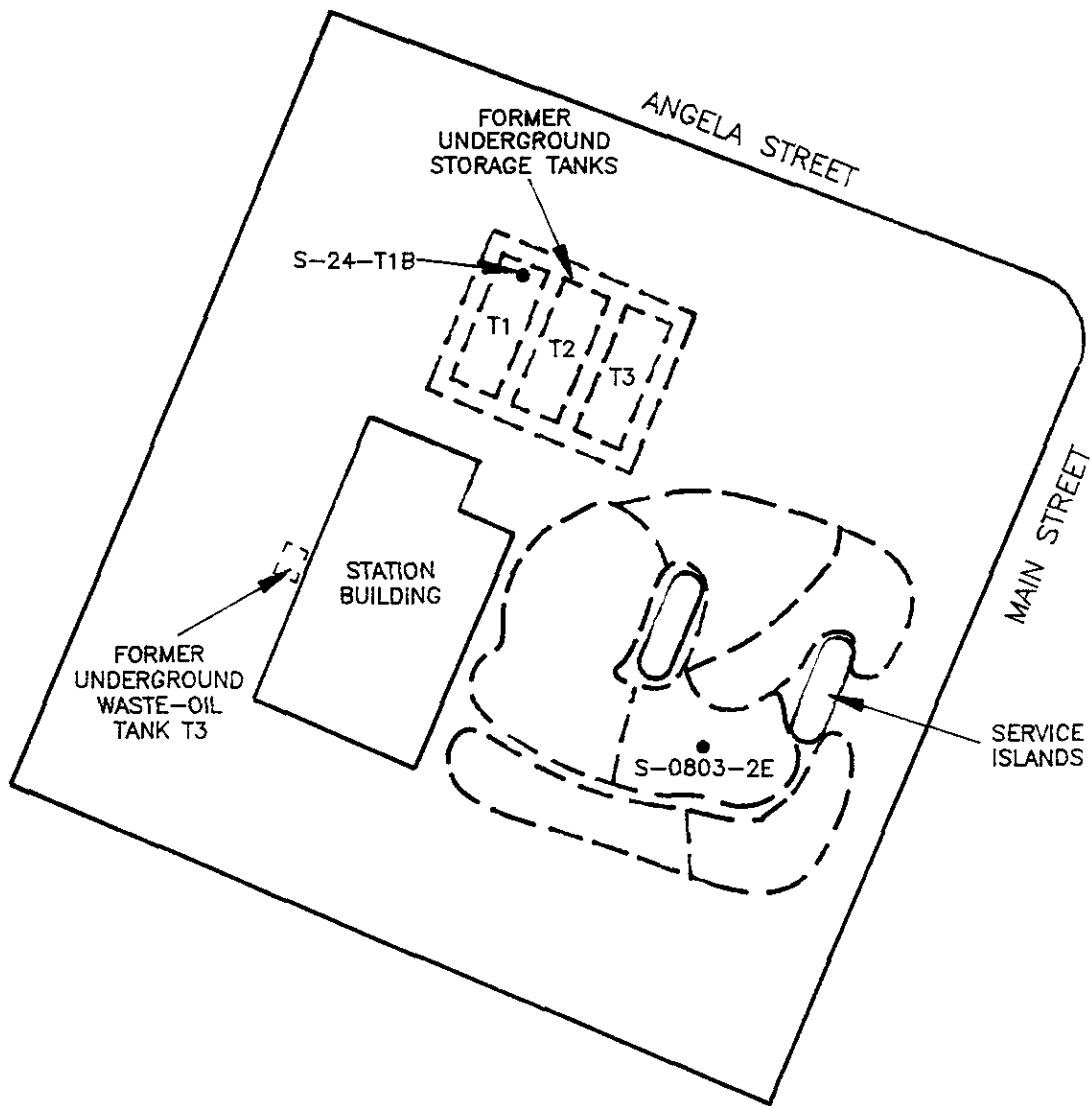 ANGELA STREET
FORMER
UNDERGROUND
STORAGE TANKS
S-24-T1B
T1
T2
T3
MAIN STREET
STATION
BUILDING
FORMER
UNDERGROUND
WASTE-OIL
TANK T3
SERVICE
ISLANDS
S-0803-2E